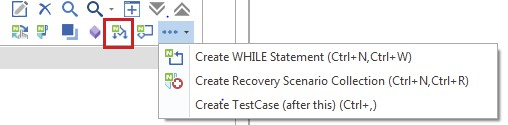 Create WHILE Statement (Ctrl+N,Ctrl+W)
Create Recovery Scenario Collection (Ctrl+N,Ctrl+R)
Create TestCase (after this) (Ctrl+,)